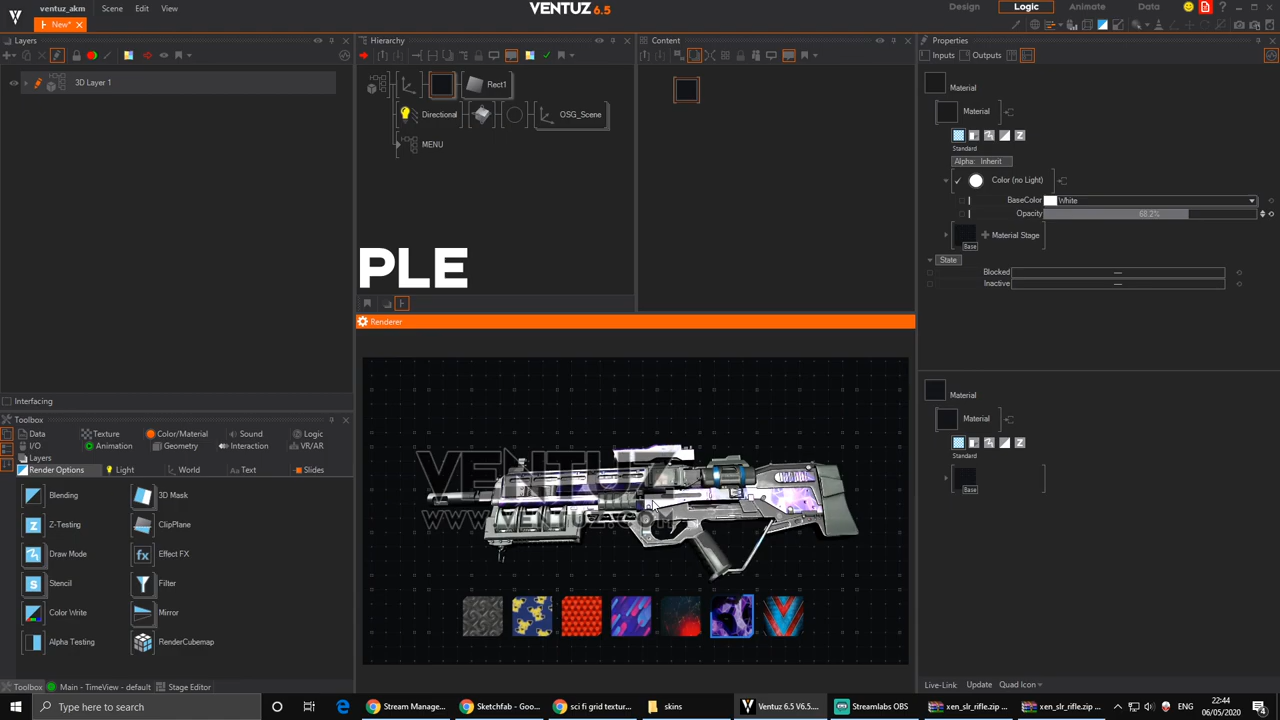 ventuz_akm Scene Edit View VENTUZ 6.5 Design Logic Animate Data
New* ×
Layers
3D Layer 1
Interfacing
Hierarchy
Rect1
Directional
OSG_Scene
MENU
PLE
Content
Renderer
VENTUZ
WWW.VENTUZ.COM
Properties
Inputs Outputs
Material
Material
Standard
Alpha: Inherit
Color (no Light)
BaseColor White
Opacity 68.2%
Material Stage
Base
State
Blocked —
Inactive —
Material
Material
Standard
Base
Live-Link Update Quad Icon
Toolbox
Data Texture Color/Material Sound Logic
I/O Animation Geometry Interaction VR/AR
Layers
Render Options Light World Text Slides
Blending 3D Mask
Z-Testing ClipPlane
Draw Mode Effect FX
Stencil Filter
Color Write Mirror
Alpha Testing RenderCubemap
Toolbox Main - TimeView - default Stage Editor
Type here to search
Stream Manage...
Sketchfab - Goo...
sci fi grid textur...
skins
Ventuz 6.5 V6.5....
Streamlabs OBS
xen_slr_rifle.zip ...
xen_slr_rifle.zip ...
22:44
06/05/2020